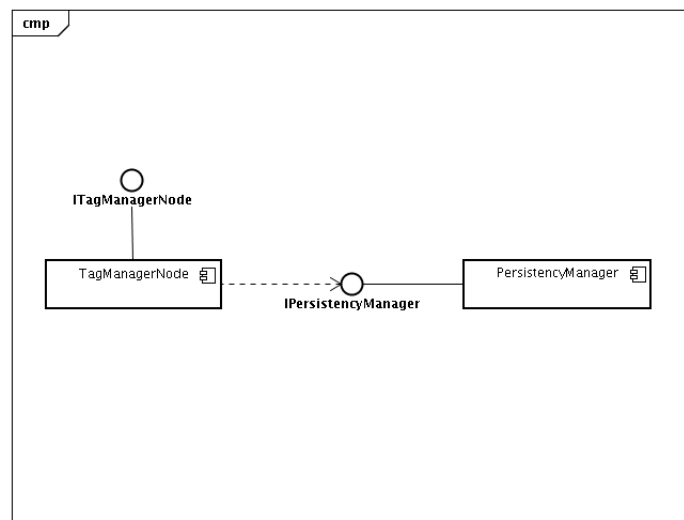 cmp
ITagManagerNode
TagManagerNode
PersistencyManager
IPersistencyManager